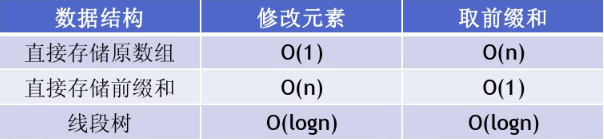 数据结构 修改元素 取前缀和
直接存储原数组 O(1) O(n)
直接存储前缀和 O(n) O(1)
线段树 O(logn) O(logn)